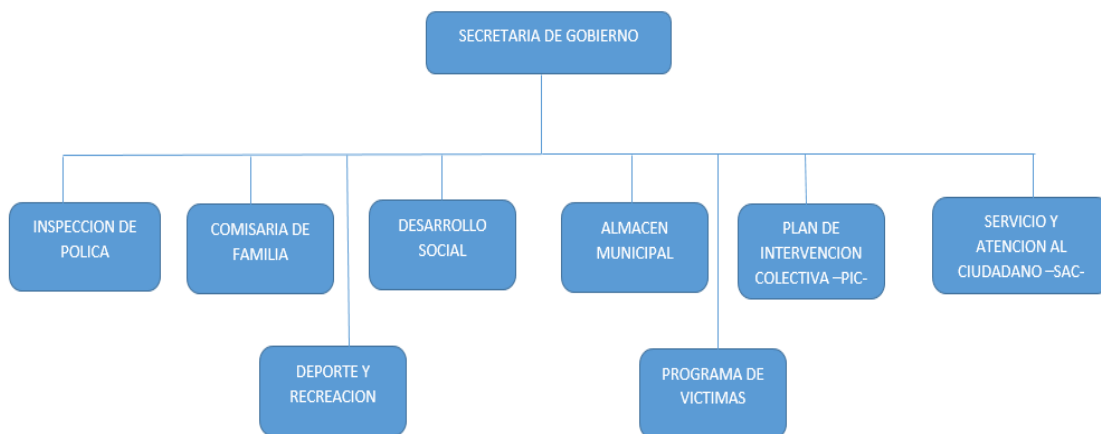 SECRETARIA DE GOBIERNO
INSPECCION DE
POLICA
COMISARIA DE
FAMILIA
DESARROLLO
SOCIAL
ALMACEN
MUNICIPAL
PLAN DE
INTERVENCION
COLECTIVA –PIC-
SERVICIO Y
ATENCION AL
CIUDADANO –SAC-
DEPORTE Y
RECREACION
PROGRAMA DE
VICTIMAS